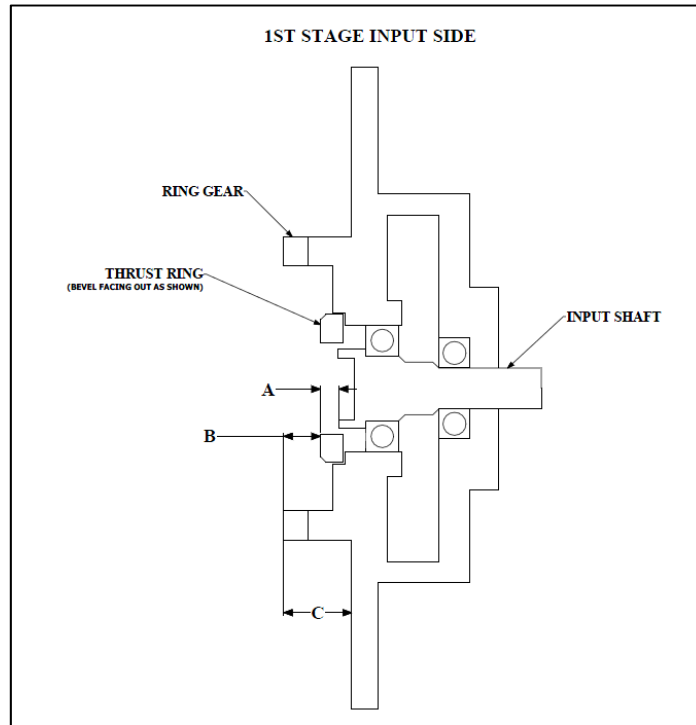 1ST STAGE INPUT SIDE
RING GEAR
THRUST RING
(BEVEL FACING OUT AS SHOWN)
INPUT SHAFT
A
B
C